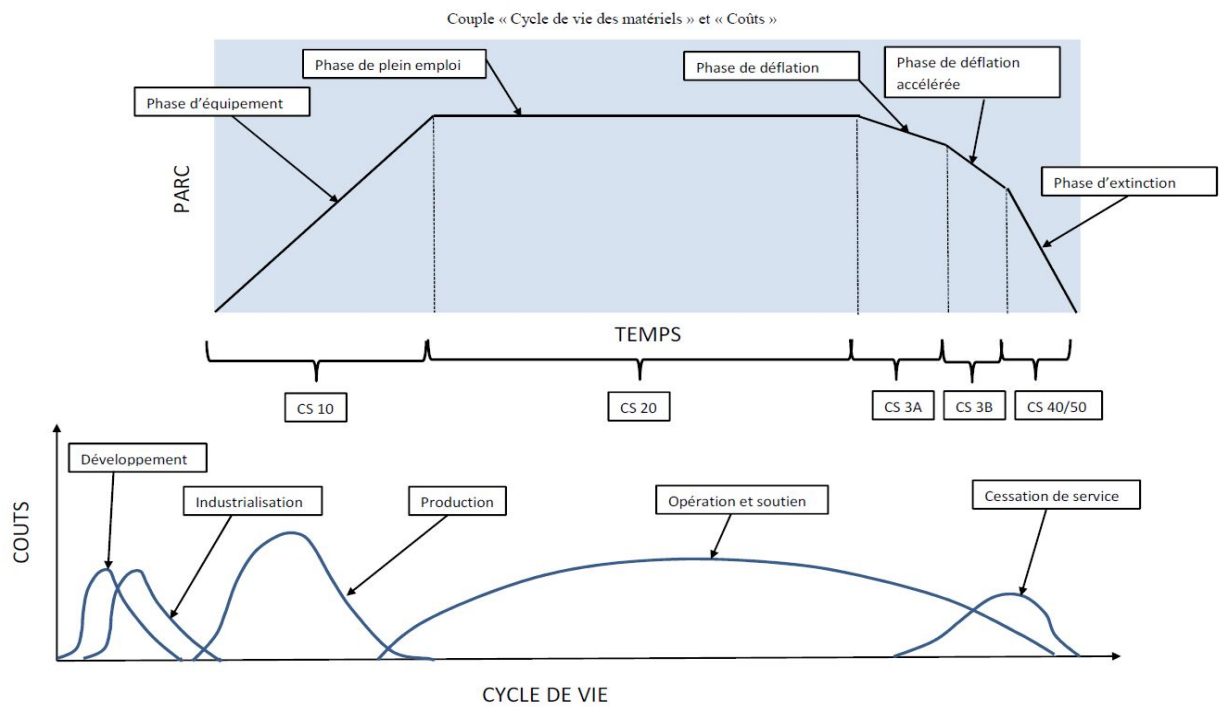 Couple « Cycle de vie des matériels » et « Coûts »
Phase de plein emploi
Phase de déflation
Phase de déflation
accélérée
Phase d'équipement
Phase d'extinction
PARC
TEMPS
CS 10
CS 20
CS 3A
CS 3B
CS 40/50
Développement
Industrialisation
Production
Opération et soutien
Cessation de service
COUTS
CYCLE DE VIE